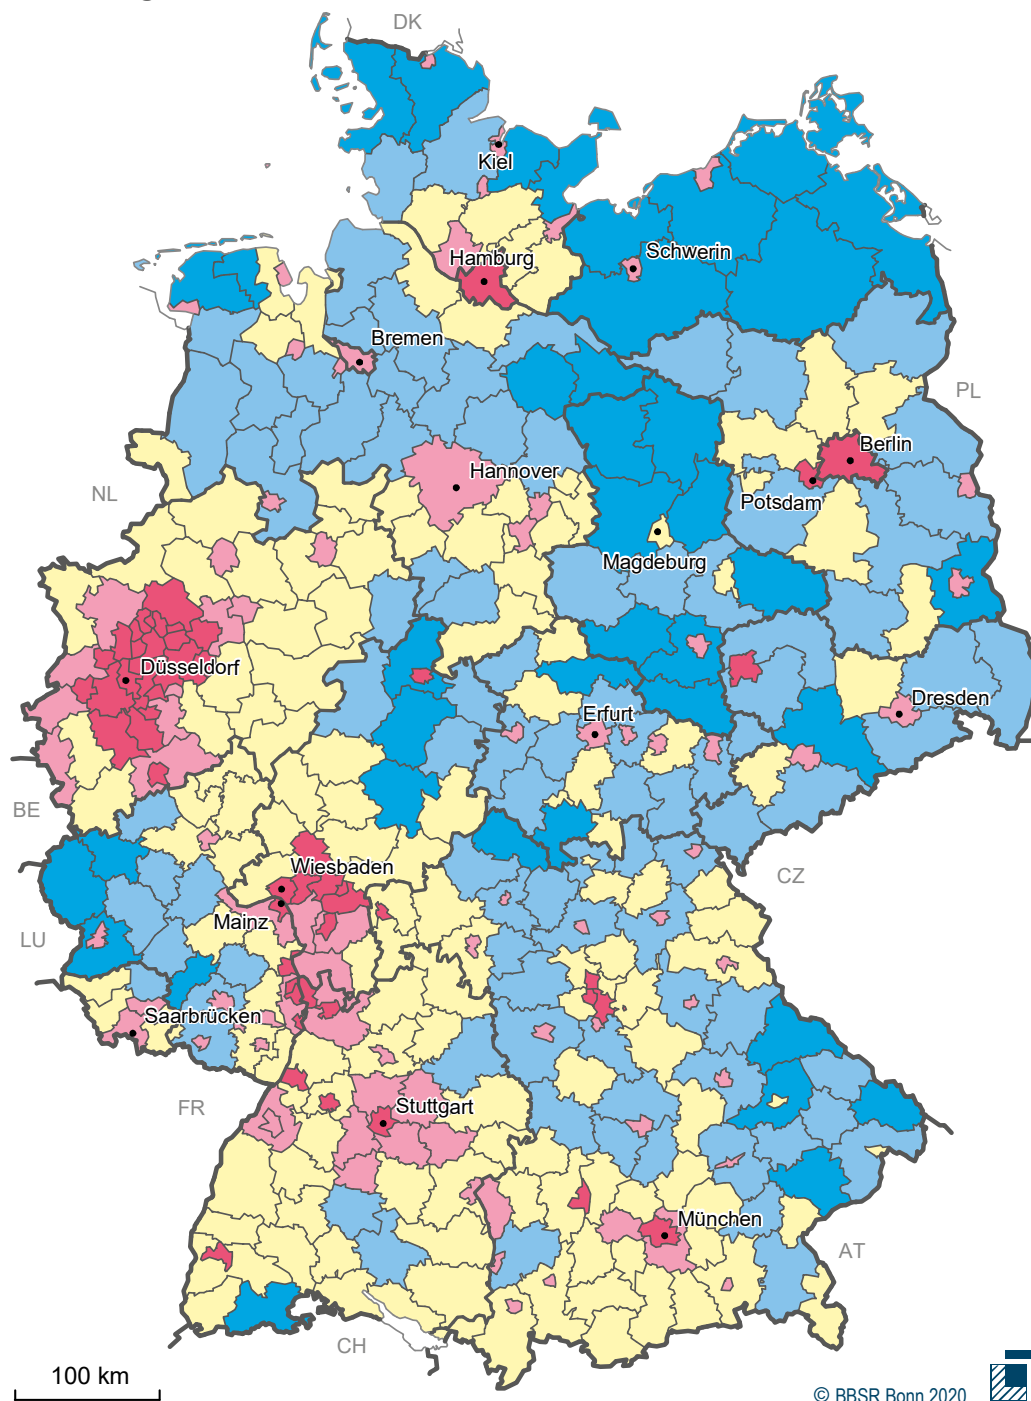 DK
Kiel
Hamburg
Schwerin
Bremen
PL
Berlin
Hannover
NL
Potsdam
Magdeburg
Düsseldorf
Dresden
Erfurt
BE
Wiesbaden
CZ
Mainz
LU
Saarbrücken
FR
Stuttgart
München
AT
CH
100 km
© BBSR Bonn 2020